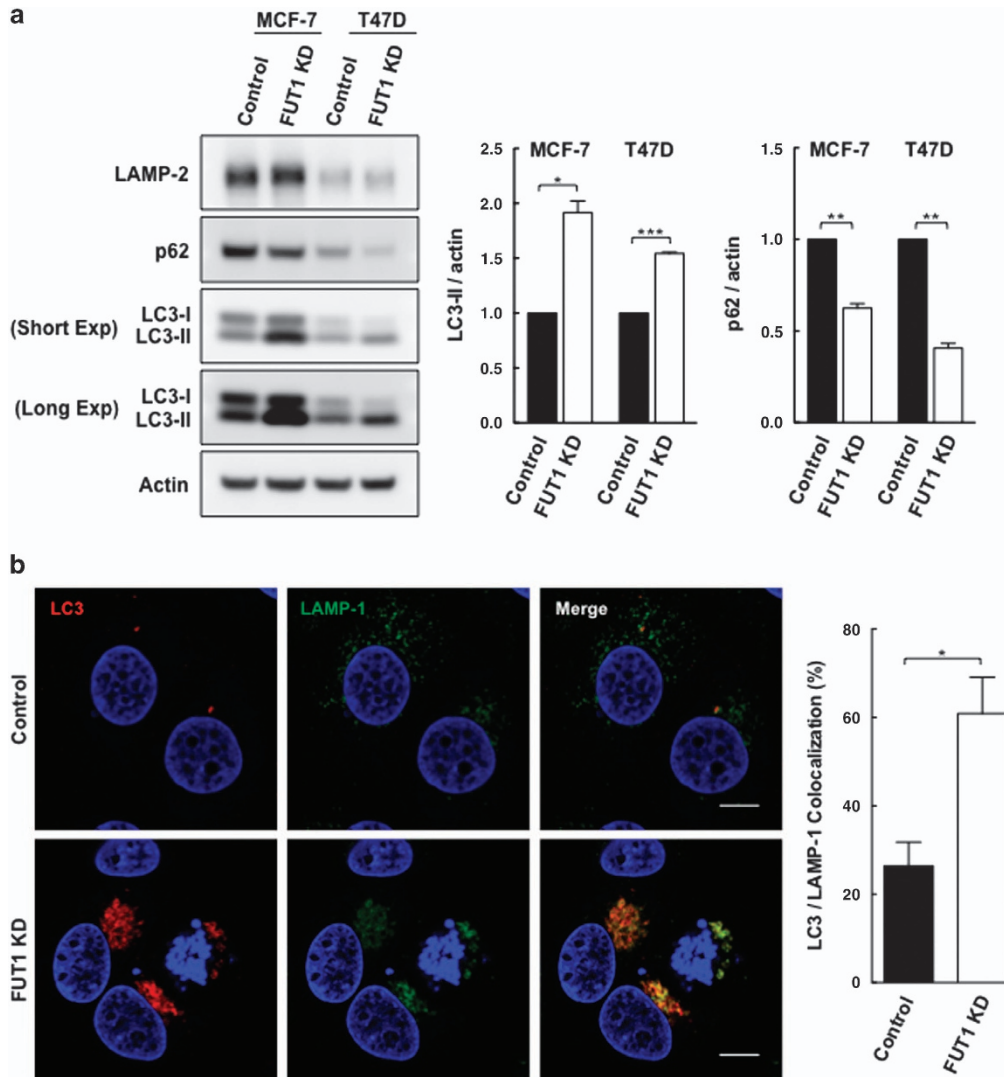 a
MCF-7 T47D
Control FUT1 KD Control FUT1 KD
LAMP-2
p62
LC3-I
(Short Exp) LC3-II
LC3-I
(Long Exp) LC3-II
Actin
LC3-II / actin
2.5
2.0
1.5
1.0
0.5
0.0
MCF-7 T47D
*
***
Control FUT1 KD Control FUT1 KD
p62 / actin
1.5
1.0
0.5
0.0
MCF-7 T47D
** **
Control FUT1 KD Control FUT1 KD
b
LC3 LAMP-1 Merge
Control
FUT1 KD
LC3 / LAMP-1 Colocalization (%)
80
60
40
20
0
*
Control FUT1 KD